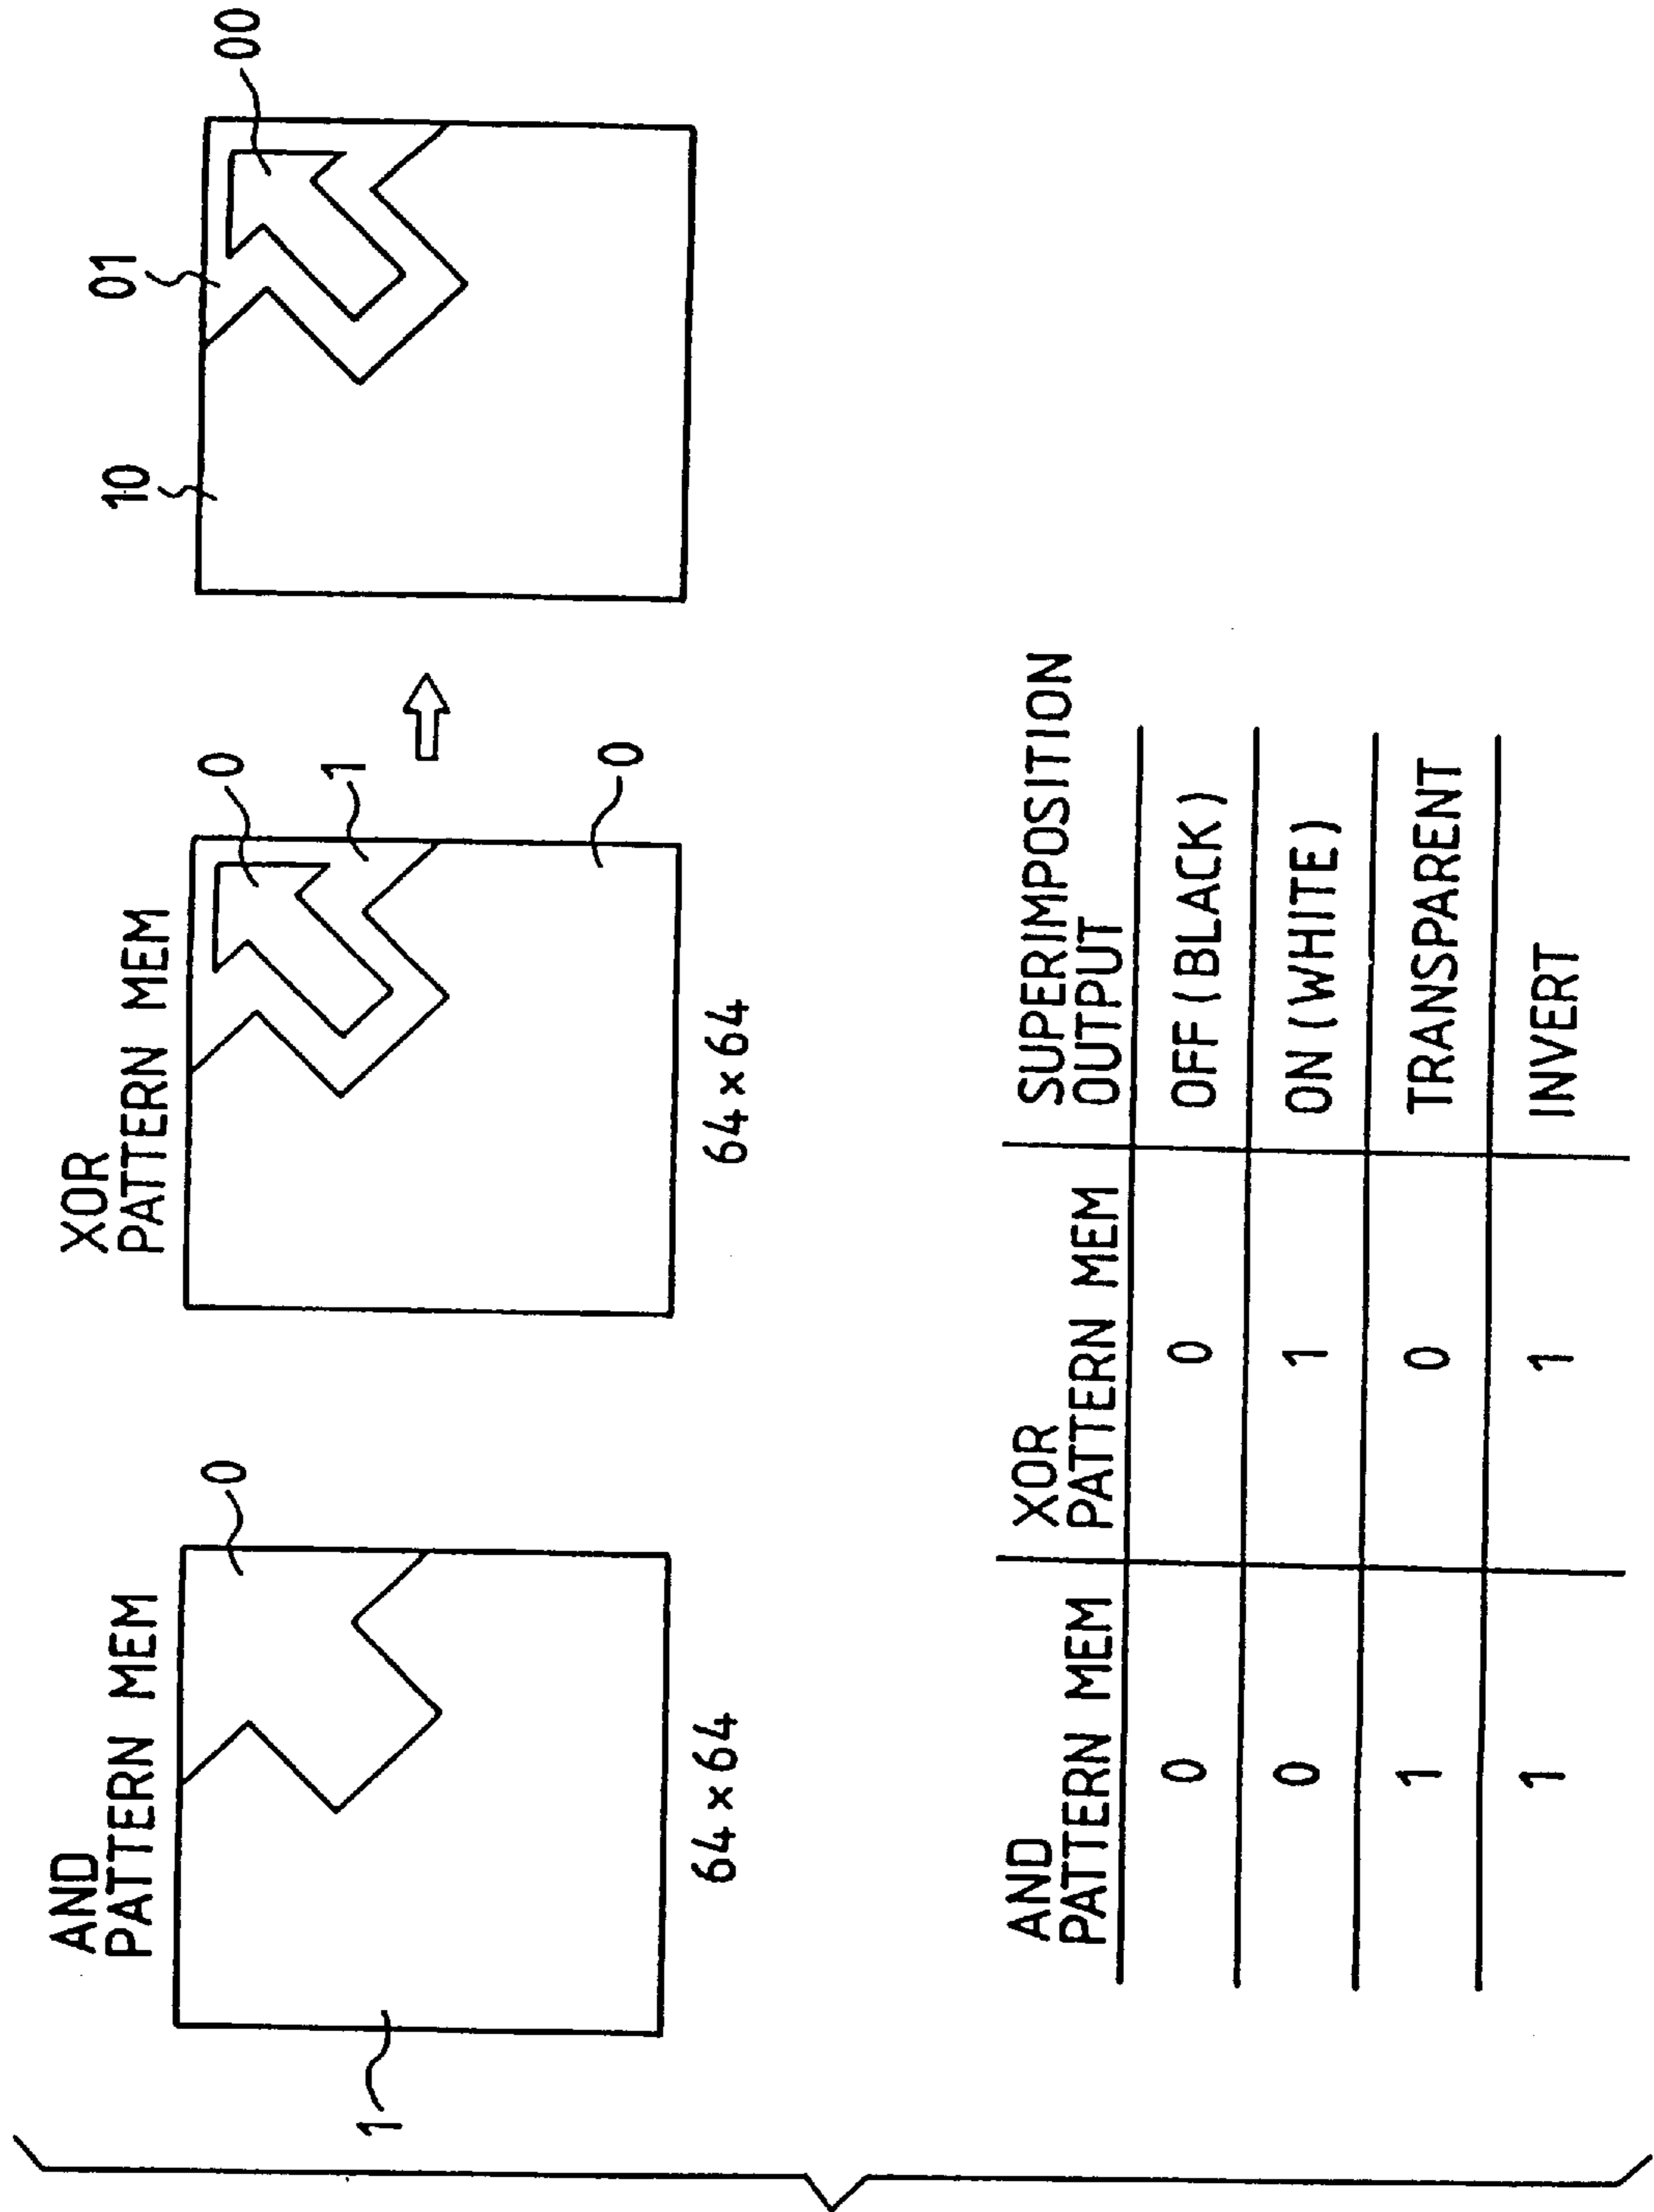 AND
PATTERN MEM
1
0
64×64
XOR
PATTERN MEM
0
1
0
64×64
10
01
00
AND
PATTERN MEM
XOR
PATTERN MEM
SUPERIMPOSITION
OUTPUT
0 0 OFF (BLACK)
0 1 ON (WHITE)
1 0 TRANSPARENT
1 1 INVERT